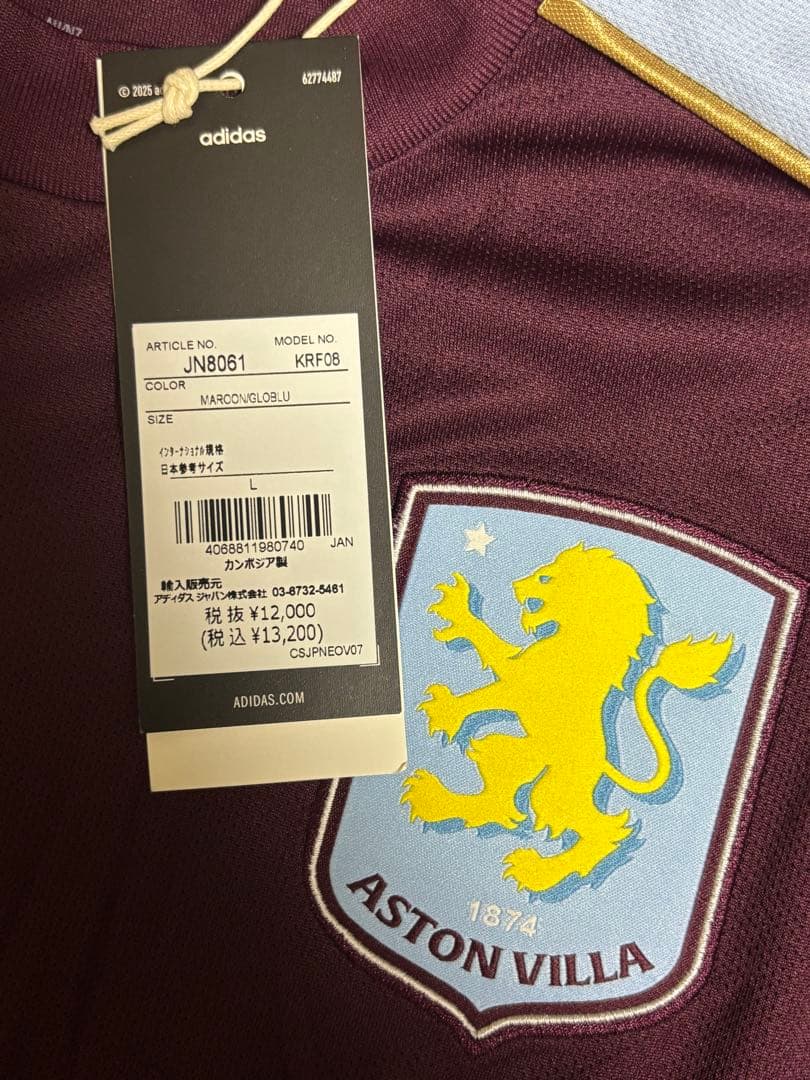 © 2025 ad
62774487
adidas
ARTICLE NO.
MODEL NO.
JN8061
KRF08
COLOR
MAROON/GLOBLU
SIZE
インターナショナル規格
日本参考サイズ
L
4068811980740 JAN
カンボジア製
輸入販売元
アディダス ジャパン株式会社 03-8732-5461
税 抜 ¥12,000
(税 込 ¥13,200)
CSJPNEOV07
ADIDAS.COM
1874
ASTON VILLA